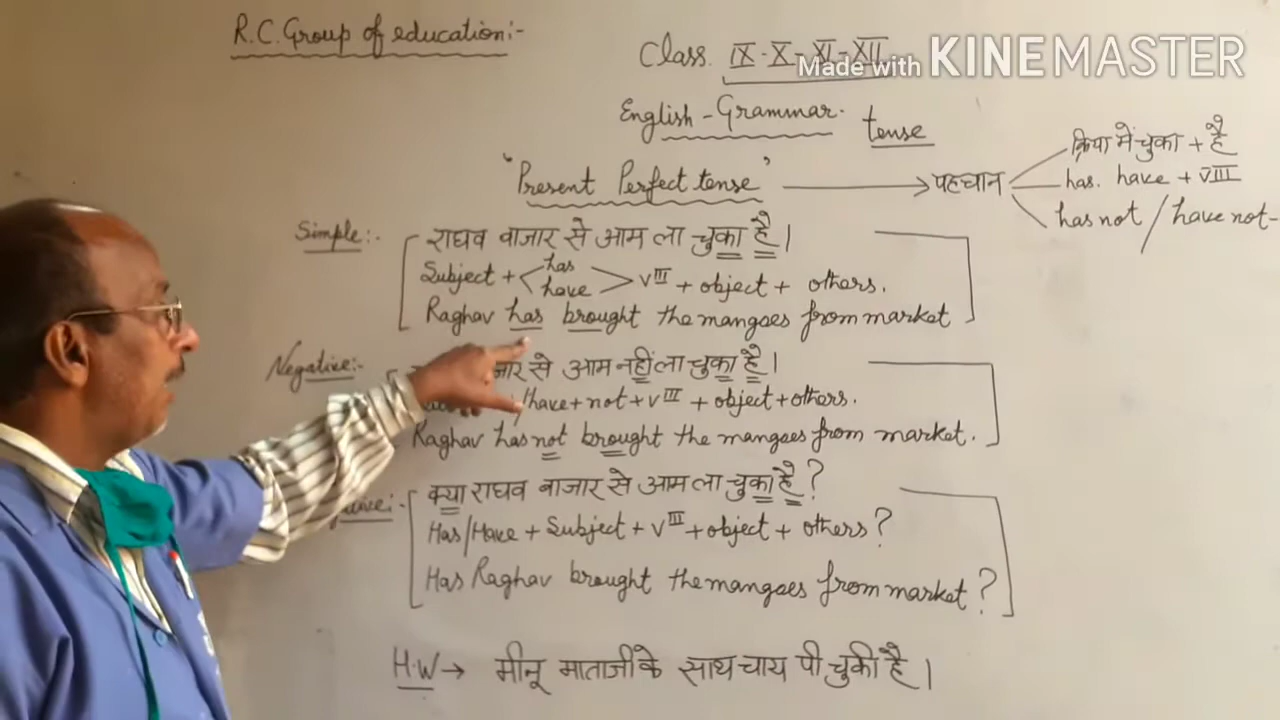 R.C. Group of education:-
Class. IX - X - XI - XII
Made with KINEMASTER
English - Grammar. tense
"Present Perfect tense" → पहचान
क्रिया में चुका + है
has. have + VIII
has not / have not -
Simple:- राघव बाजार से आम ला चुका है।
Subject + < has have > VIII + object + others.
Raghav has brought the mangoes from market
Negative:- से आम नहीं ला चुका है।
/have + not + VIII + object + others.
Raghav has not brought the mangoes from market.
क्या राघव बाजार से आम ला चुका है?
Has/Have + Subject + VIII + object + others?
Has Raghav brought the mangoes from market?
H.W → मीनू माताजी के साथ चाय पी चुकी है।